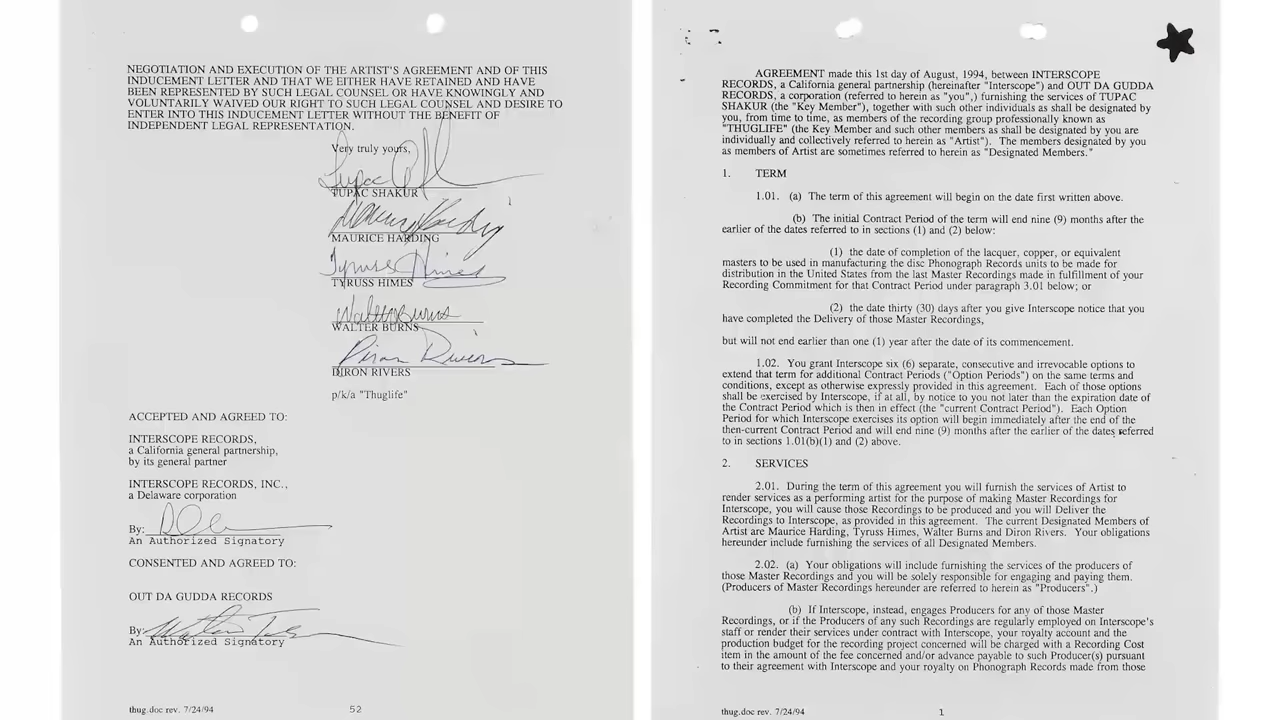 NEGOTIATION AND EXECUTION OF THE ARTIST'S AGREEMENT AND OF THIS
INDUCEMENT LETTER AND THAT WE EITHER HAVE RETAINED AND HAVE
BEEN REPRESENTED BY SUCH LEGAL COUNSEL OR HAVE KNOWINGLY AND
VOLUNTARILY WAIVED OUR RIGHT TO SUCH LEGAL COUNSEL AND DESIRE TO
ENTER INTO THIS INDUCEMENT LETTER WITHOUT THE BENEFIT OF
INDEPENDENT LEGAL REPRESENTATION.
Very truly yours,
Tupac
TUPAC SHAKUR
Maurice Harding
MAURICE HARDING
Tyruss Himes
TYRUSS HIMES
Walter Burns
WALTER BURNS
Diron Rivers
DIRON RIVERS
p/k/a "Thuglife"
ACCEPTED AND AGREED TO:
INTERSCOPE RECORDS,
a California general partnership,
by its general partner
INTERSCOPE RECORDS, INC.,
a Delaware corporation
By:
An Authorized Signatory
CONSENTED AND AGREED TO:
OUT DA GUDDA RECORDS
By:
An Authorized Signatory
thug.doc rev. 7/24/94 52
AGREEMENT made this 1st day of August, 1994, between INTERSCOPE
RECORDS, a California general partnership (hereinafter "Interscope") and OUT DA GUDDA
RECORDS, a corporation (referred to herein as "you",) furnishing the services of TUPAC
SHAKUR (the "Key Member"), together with such other individuals as shall be designated by
you, from time to time, as members of the recording group professionally known as
"THUGLIFE" (the Key Member and such other members as shall be designated by you are
individually and collectively referred to herein as "Artist"). The members designated by you
as members of Artist are sometimes referred to herein as "Designated Members."
1. TERM
1.01. (a) The term of this agreement will begin on the date first written above.
(b) The initial Contract Period of the term will end nine (9) months after the
earlier of the dates referred to in sections (1) and (2) below:
(1) the date of completion of the lacquer, copper, or equivalent
masters to be used in manufacturing the disc Phonograph Records units to be made for
distribution in the United States from the last Master Recordings made in fulfillment of your
Recording Commitment for that Contract Period under paragraph 3.01 below; or
(2) the date thirty (30) days after you give Interscope notice that you
have completed the Delivery of those Master Recordings,
but will not end earlier than one (1) year after the date of its commencement.
1.02. You grant Interscope six (6) separate, consecutive and irrevocable options to
extend that term for additional Contract Periods ("Option Periods") on the same terms and
conditions, except as otherwise expressly provided in this agreement. Each of those options
shall be exercised by Interscope, if at all, by notice to you not later than the expiration date of
the Contract Period which is then in effect (the "current Contract Period"). Each Option
Period for which Interscope exercises its option will begin immediately after the end of the
then-current Contract Period and will end nine (9) months after the earlier of the dates referred
to in sections 1.01(b)(1) and (2) above.
2. SERVICES
2.01. During the term of this agreement you will furnish the services of Artist to
render services as a performing artist for the purpose of making Master Recordings for
Interscope, you will cause those Recordings to be produced and you will Deliver the
Recordings to Interscope, as provided in this agreement. The current Designated Members of
Artist are Maurice Harding, Tyruss Himes, Walter Burns and Diron Rivers. Your obligations
hereunder include furnishing the services of all Designated Members.
2.02. (a) Your obligations will include furnishing the services of the producers of
those Master Recordings and you will be solely responsible for engaging and paying them.
(Producers of Master Recordings hereunder are referred to herein as "Producers".)
(b) If Interscope, instead, engages Producers for any of those Master
Recordings, or if the Producers of any such Recordings are regularly employed on Interscope's
staff or render their services under contract with Interscope, your royalty account and the
production budget for the recording project concerned will be charged with a Recording Cost
item in the amount of the fee concerned and/or advance payable to such Producer(s) pursuant
to their agreement with Interscope and your royalty on Phonograph Records made from those
thug.doc rev. 7/24/94 1